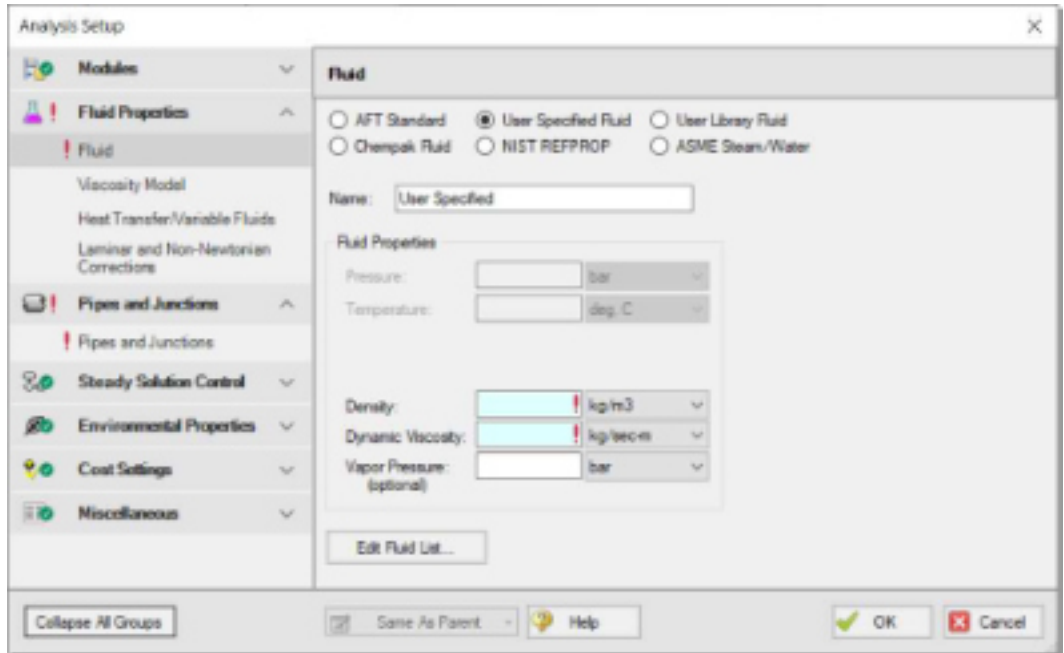 Analysis Setup
Modules
Fluid Properties
Fluid
Viscosity Model
Heat Transfer/Variable Fluids
Laminar and Non-Newtonian
Corrections
Pipes and Junctions
Pipes and Junctions
Steady Solution Control
Environmental Properties
Cost Settings
Miscellaneous
Collapse All Groups
Fluid
AFT Standard User Specified Fluid User Library Fluid
Chempak Fluid NIST REFPROP ASME Steam/Water
Name: User Specified
Fluid Properties
Pressure: bar
Temperature: deg. C
Density: ! kg/m3
Dynamic Viscosity: ! kg/sec-m
Vapor Pressure: bar
(optional)
Edit Fluid List...
Same As Parent Help OK Cancel